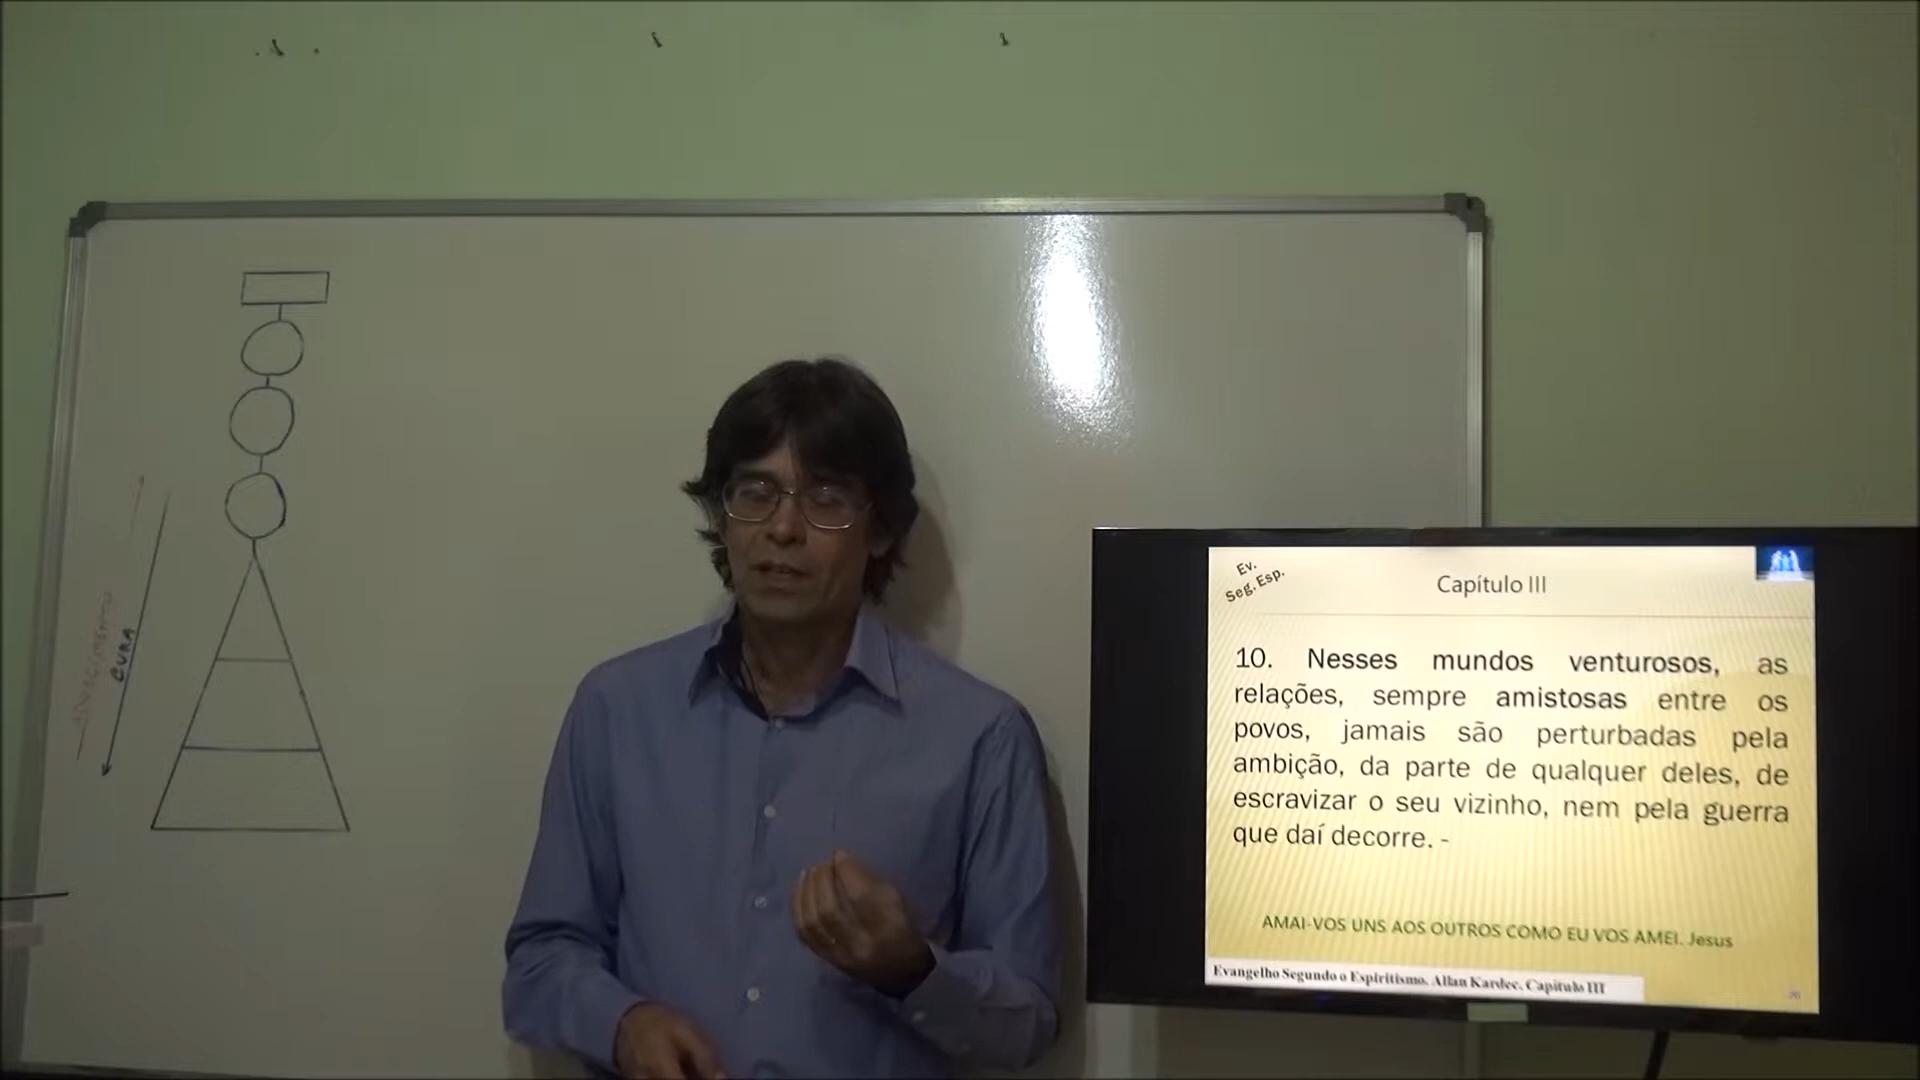 CURA
Ev.
Seg. Esp.
Capítulo III
10. Nesses mundos venturosos, as
relações, sempre amistosas entre os
povos, jamais são perturbadas pela
ambição, da parte de qualquer deles, de
escravizar o seu vizinho, nem pela guerra
que daí decorre. -
AMAI-VOS UNS AOS OUTROS COMO EU VOS AMEI. Jesus
Evangelho Segundo o Espiritismo. Allan Kardec. Capítulo III